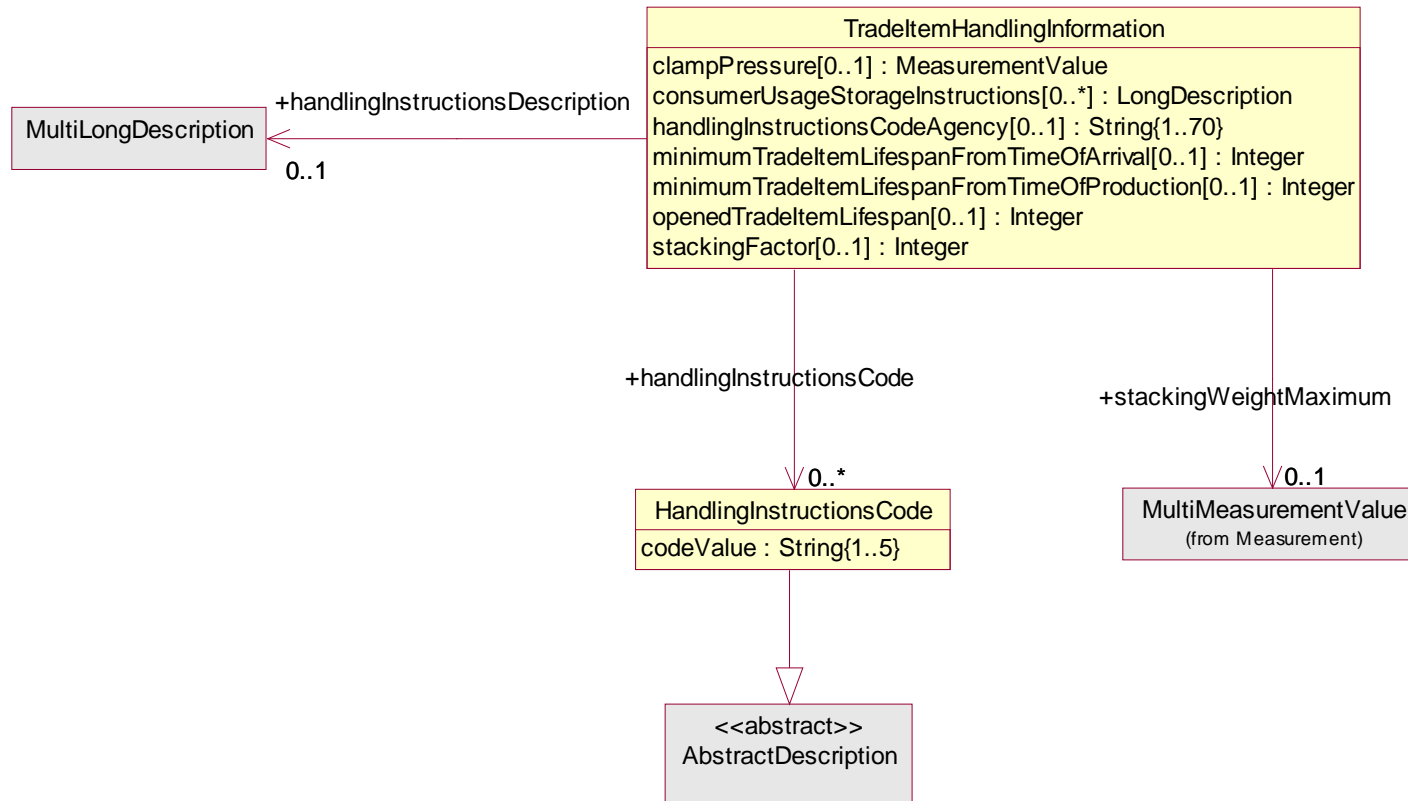 TradeItemHandlingInformation
clampPressure[0..1] : MeasurementValue
consumerUsageStorageInstructions[0..*] : LongDescription
handlingInstructionsCodeAgency[0..1] : String{1..70}
minimumTradeItemLifespanFromTimeOfArrival[0..1] : Integer
minimumTradeItemLifespanFromTimeOfProduction[0..1] : Integer
openedTradeItemLifespan[0..1] : Integer
stackingFactor[0..1] : Integer
+handlingInstructionsDescription
MultiLongDescription
0..1
+handlingInstructionsCode
+stackingWeightMaximum
0..*
0..1
HandlingInstructionsCode
codeValue : String{1..5}
MultiMeasurementValue
(from Measurement)
<<abstract>>
AbstractDescription